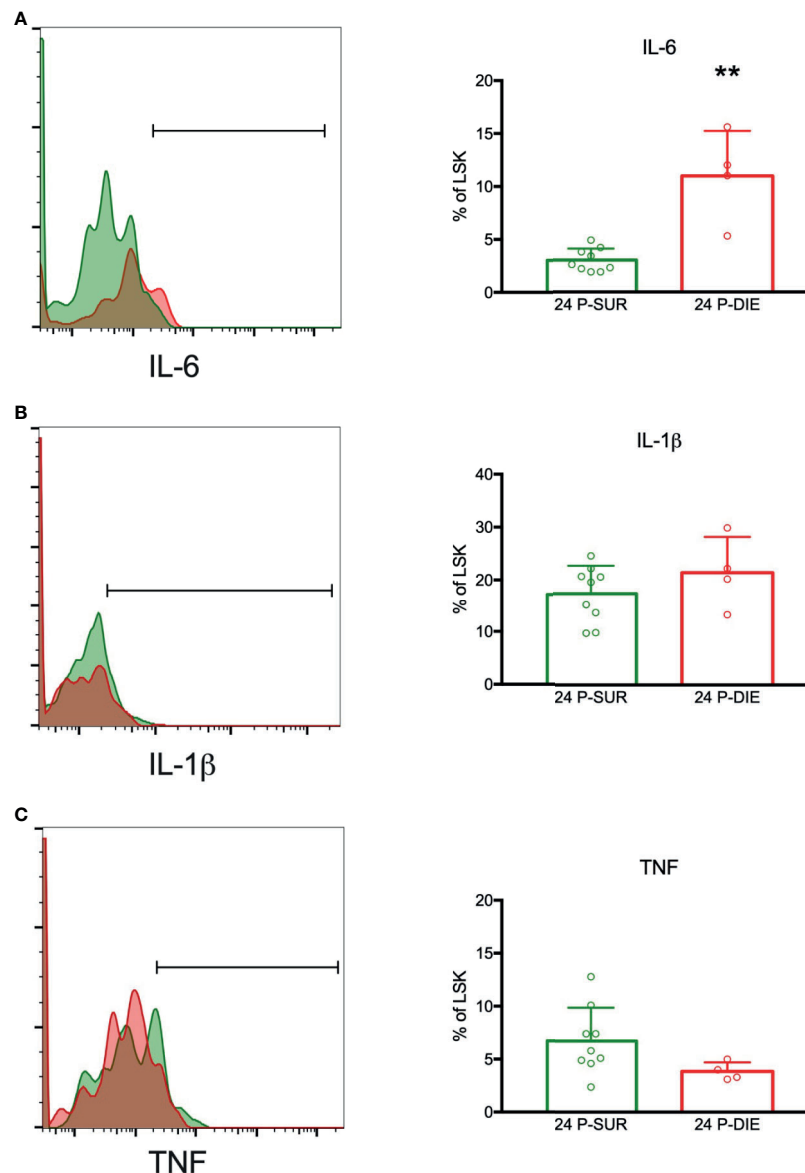 A
IL-6
IL-6
**
% of LSK
20
15
10
5
0
24 P-SUR 24 P-DIE
B
IL-1β
IL-1β
% of LSK
40
30
20
10
0
24 P-SUR 24 P-DIE
C
TNF
TNF
% of LSK
20
15
10
5
0
24 P-SUR 24 P-DIE